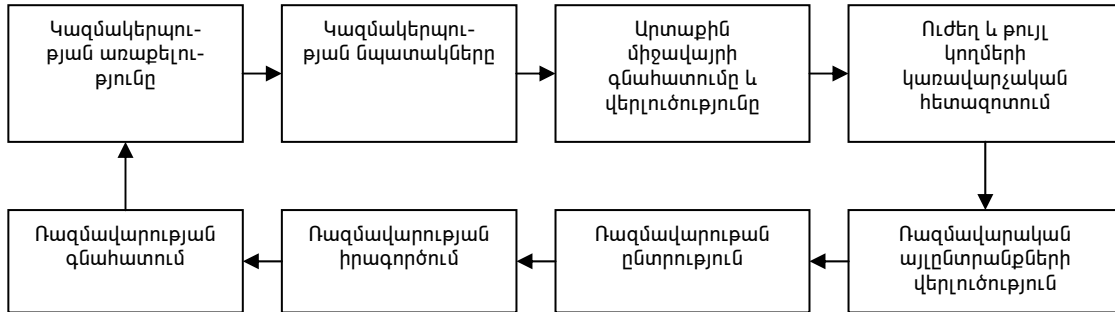 Կազմակերպու-
թյան առաքելու-
թյունը
Կազմակերպու-
թյան նպատակները
Արտաքին
միջավայրի
գնահատումը և
վերլուծությունը
Ուժեղ և թույլ
կողմերի
կառավարչական
հետազոտում
Ռազմավարական
այլընտրանքների
վերլուծություն
Ռազմավարութան
ընտրություն
Ռազմավարության
իրագործում
Ռազմավարության
գնահատում